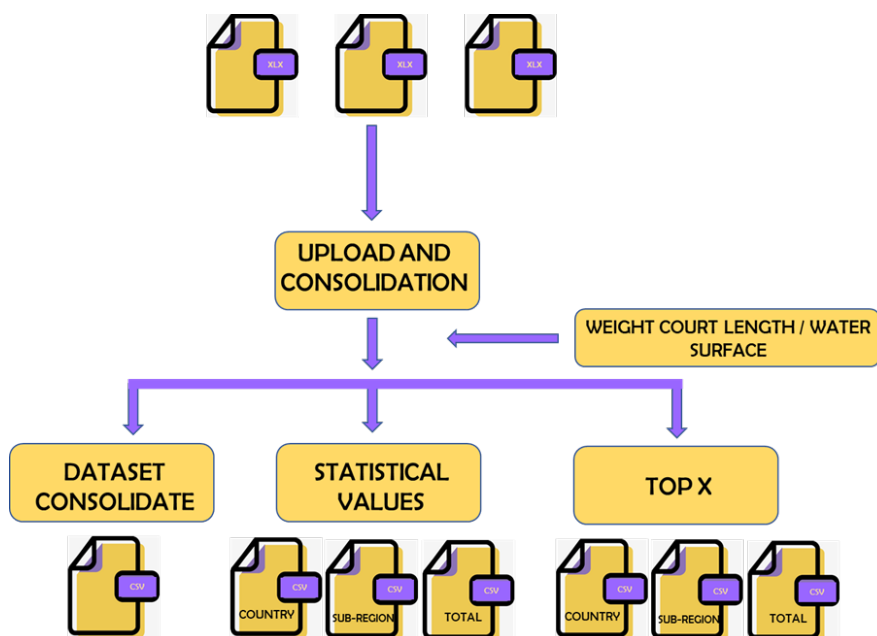 XLX
XLX
XLX
UPLOAD AND
CONSOLIDATION
WEIGHT COURT LENGTH / WATER
SURFACE
DATASET
CONSOLIDATE
STATISTICAL
VALUES
TOP X
CSV
CSV
COUNTRY
CSV
SUB-REGION
CSV
TOTAL
CSV
COUNTRY
CSV
SUB-REGION
CSV
TOTAL